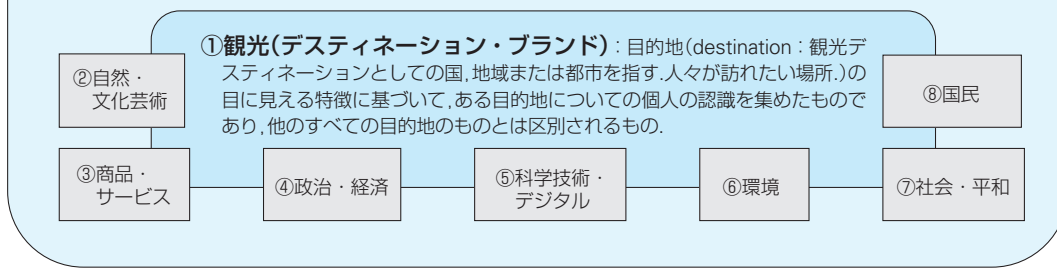 ①観光(デスティネーション・ブランド)：目的地(destination：観光デ
スティネーションとしての国,地域または都市を指す.人々が訪れたい場所.)の
目に見える特徴に基づいて,ある目的地についての個人の認識を集めたもので
あり,他のすべての目的地のものとは区別されるもの.
②自然・
文化芸術
③商品・
サービス
④政治・経済
⑤科学技術・
デジタル
⑥環境
⑦社会・平和
⑧国民